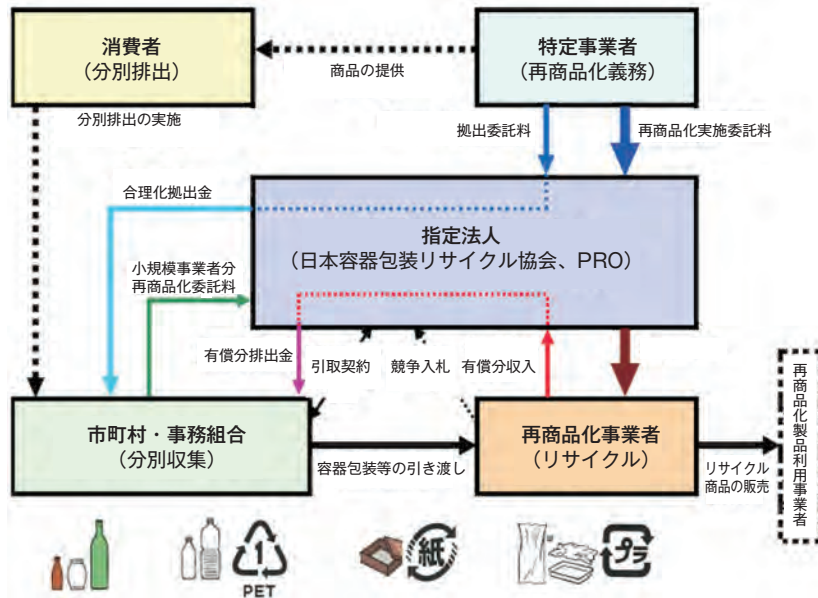 消費者
（分別排出）
商品の提供
特定事業者
（再商品化義務）
分別排出の実施
拠出委託料
再商品化実施委託料
合理化拠出金
指定法人
（日本容器包装リサイクル協会、PRO）
小規模事業者分
再商品化委託料
有償分排出金
引取契約
競争入札
有償分収入
市町村・事務組合
（分別収集）
容器包装等の引き渡し
再商品化事業者
（リサイクル）
リサイクル
商品の販売
再商品化製品利用事業者
1
PET
紙
プラ